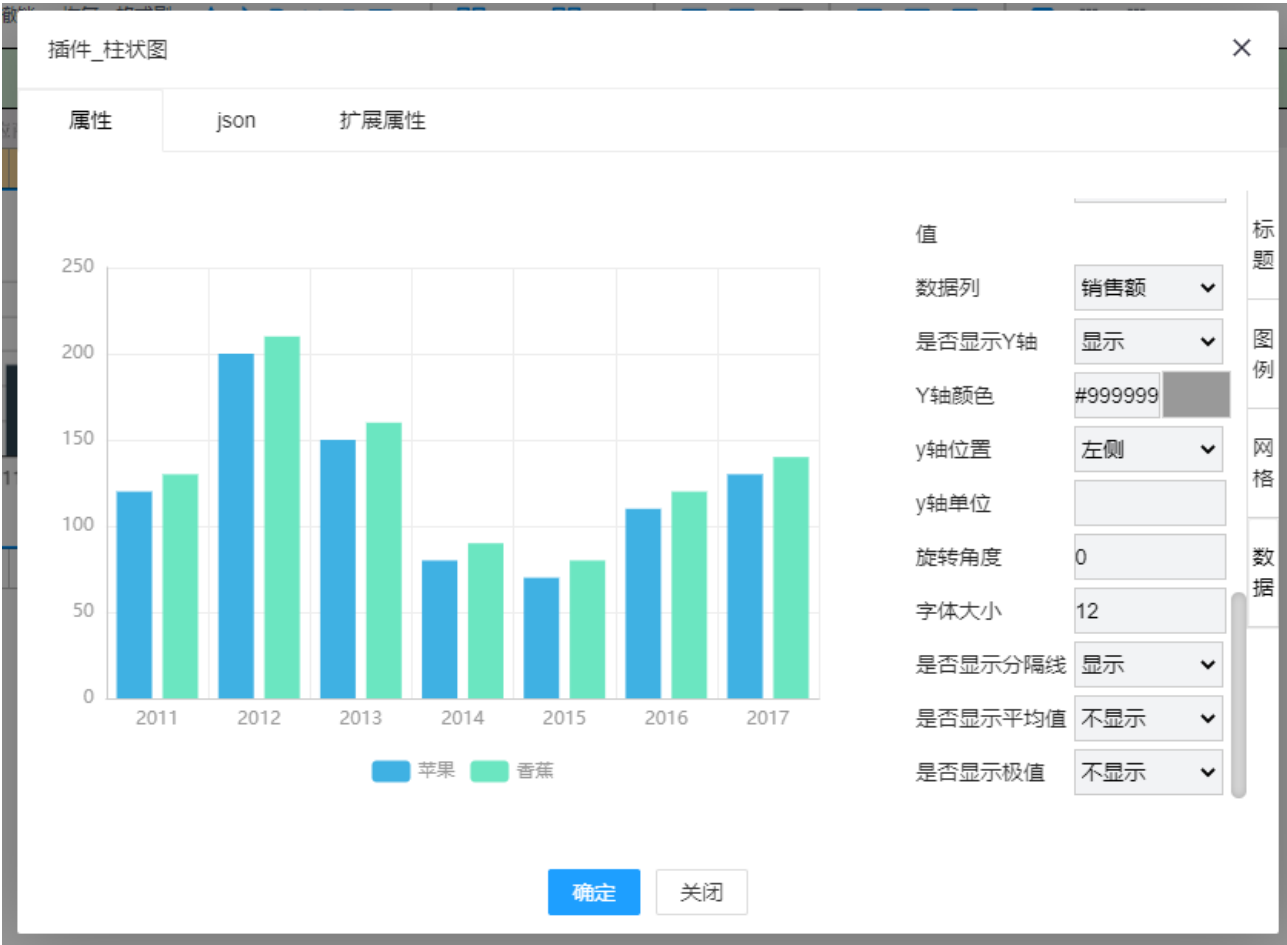 插件_柱状图
属性 json 扩展属性
值
数据列 销售额
是否显示Y轴 显示
Y轴颜色 #999999
y轴位置 左侧
y轴单位
旋转角度 0
字体大小 12
是否显示分隔线 显示
是否显示平均值 不显示
是否显示极值 不显示
标题
图例
网格
数据
250
200
150
100
50
0
2011 2012 2013 2014 2015 2016 2017
苹果 香蕉
确定 关闭